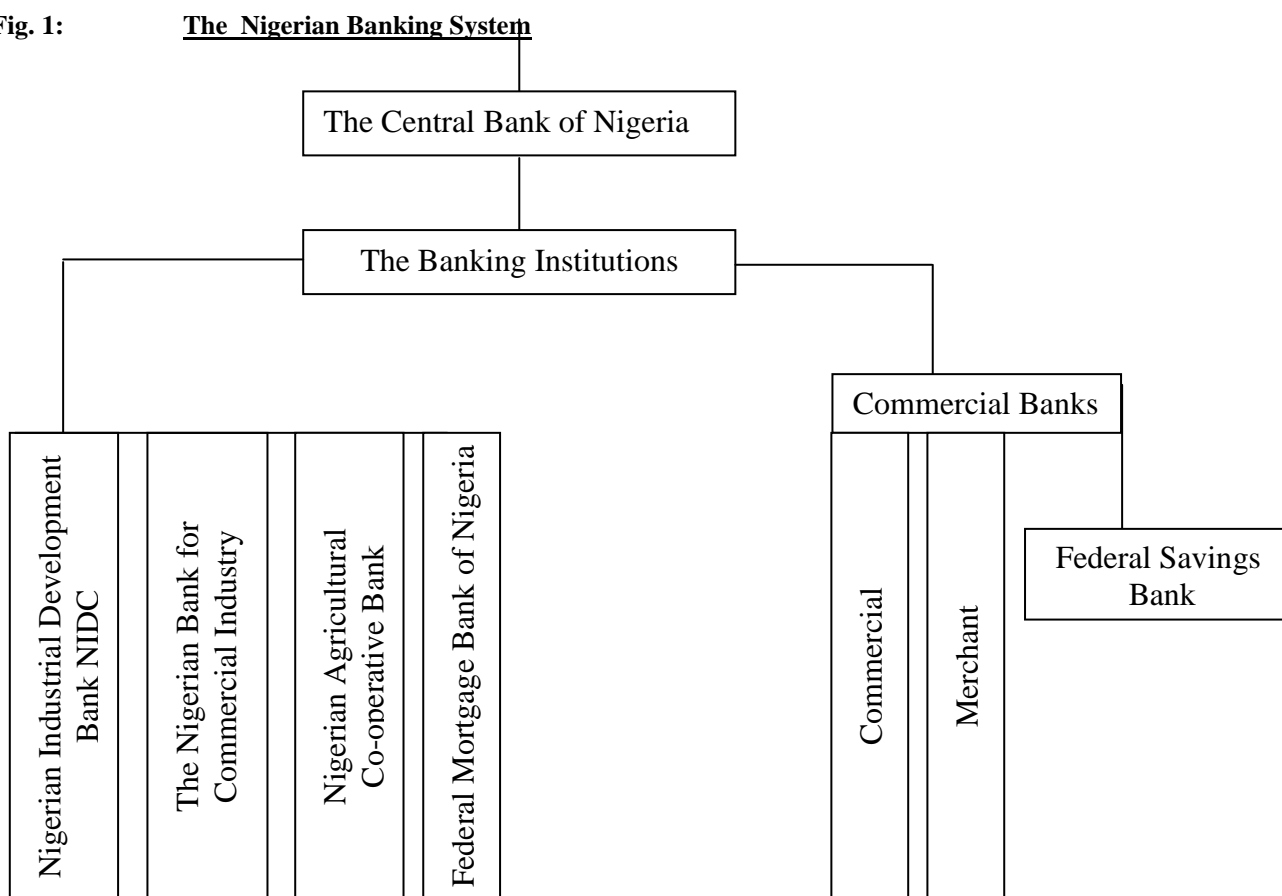 Fig. 1: The Nigerian Banking System
The Central Bank of Nigeria
The Banking Institutions
Commercial Banks
Nigerian Industrial Development
Bank NIDC
The Nigerian Bank for
Commercial Industry
Nigerian Agricultural
Co-operative Bank
Federal Mortgage Bank of Nigeria
Commercial
Merchant
Federal Savings
Bank